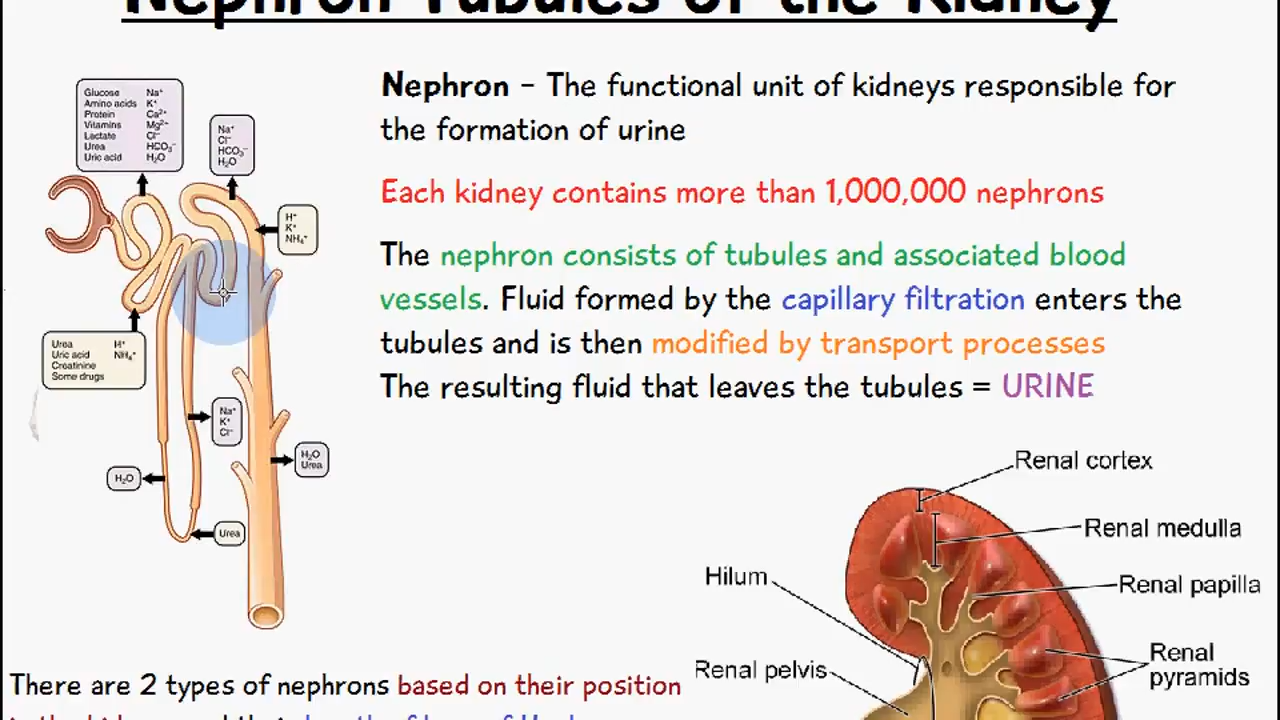 Nephron Tubules of the Kidney
Nephron - The functional unit of kidneys responsible for
the formation of urine
Each kidney contains more than 1,000,000 nephrons
The nephron consists of tubules and associated blood
vessels. Fluid formed by the capillary filtration enters the
tubules and is then modified by transport processes
The resulting fluid that leaves the tubules = URINE
Glucose Na⁺
Amino acids K⁺
Protein Ca²⁺
Vitamins Mg²⁺
Lactate Cl⁻
Urea HCO₃⁻
Uric acid H₂O
Na⁺
Cl⁻
HCO₃⁻
H₂O
H⁺
K⁺
NH₄⁺
Urea H⁺
Uric acid NH₄⁺
Creatinine
Some drugs
Na⁺
K⁺
Cl⁻
H₂O
Urea
H₂O
Urea
Renal cortex
Renal medulla
Renal papilla
Hilum
Renal pelvis
Renal
pyramids
There are 2 types of nephrons based on their position